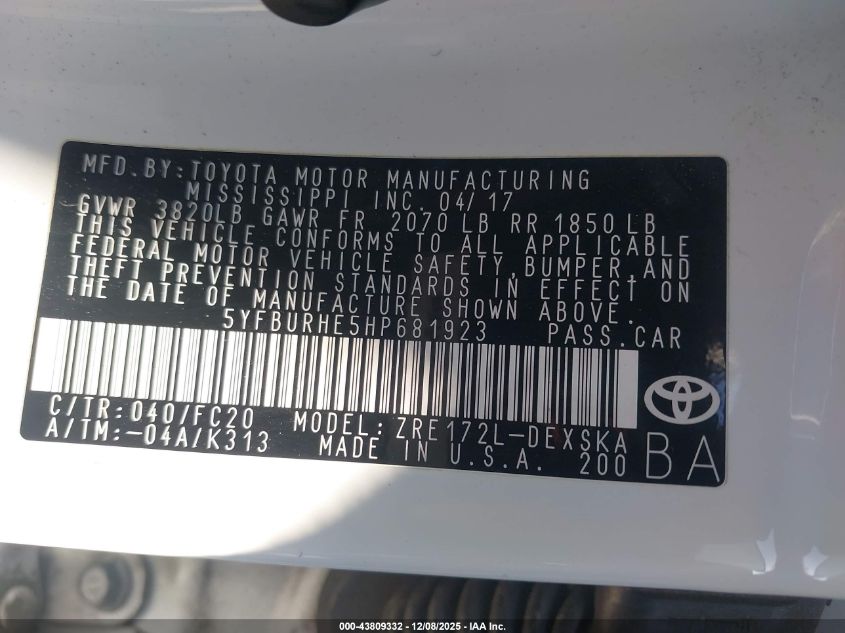 MFD.BY:TOYOTA MOTOR MANUFACTURING
MISSISSIPPI INC. 04/17
GVWR 3820LB GAWR FR 2070 LB RR 1850 LB
THIS VEHICLE CONFORMS TO ALL APPLICABLE
FEDERAL MOTOR VEHICLE SAFETY,BUMPER,AND
THEFT PREVENTION STANDARDS IN EFFECT ON
THE DATE OF MANUFACTURE SHOWN ABOVE.
5YFBURHE5HP681923 PASS.CAR
C/TR:040/FC20 MODEL:ZRE172L-DEXSKA
A/TM:-04A/K313 MADE IN U.S.A. 200 BA
000-43809332 - 12/08/2025 - IAA Inc.